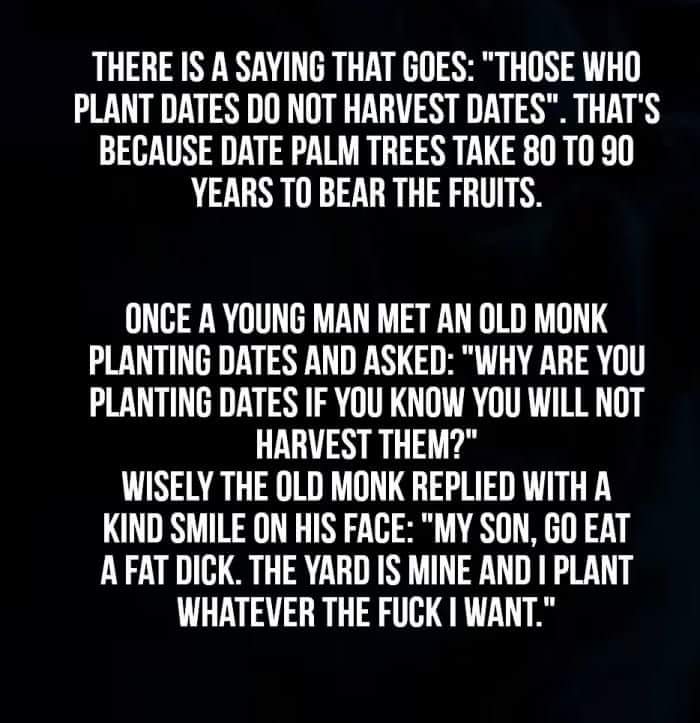 THERE IS A SAYING THAT GOES: "THOSE WHO
PLANT DATES DO NOT HARVEST DATES". THAT'S
BECAUSE DATE PALM TREES TAKE 80 TO 90
YEARS TO BEAR THE FRUITS.
ONCE A YOUNG MAN MET AN OLD MONK
PLANTING DATES AND ASKED: "WHY ARE YOU
PLANTING DATES IF YOU KNOW YOU WILL NOT
HARVEST THEM?"
WISELY THE OLD MONK REPLIED WITH A
KIND SMILE ON HIS FACE: "MY SON, GO EAT
A FAT DICK. THE YARD IS MINE AND I PLANT
WHATEVER THE FUCK I WANT."